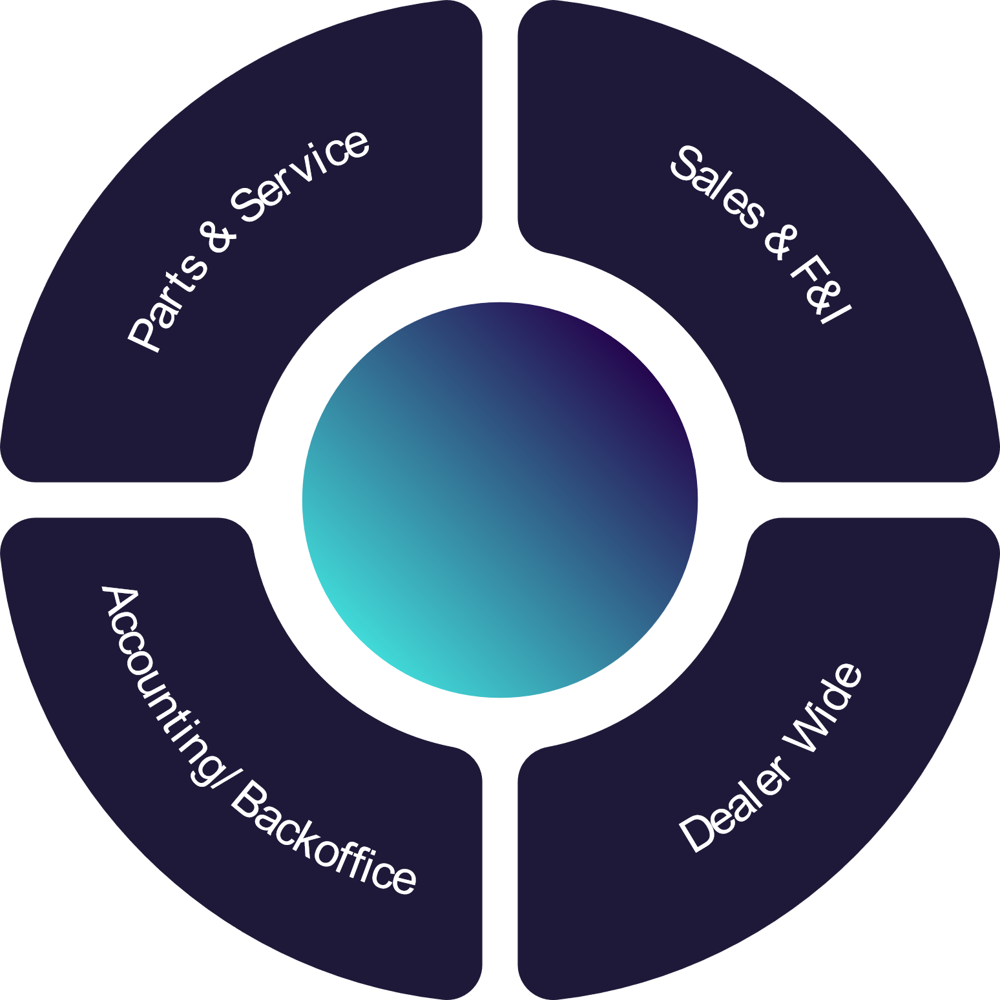 Parts & Service
Sales & F&I
Accounting/ Backoffice
Dealer Wide